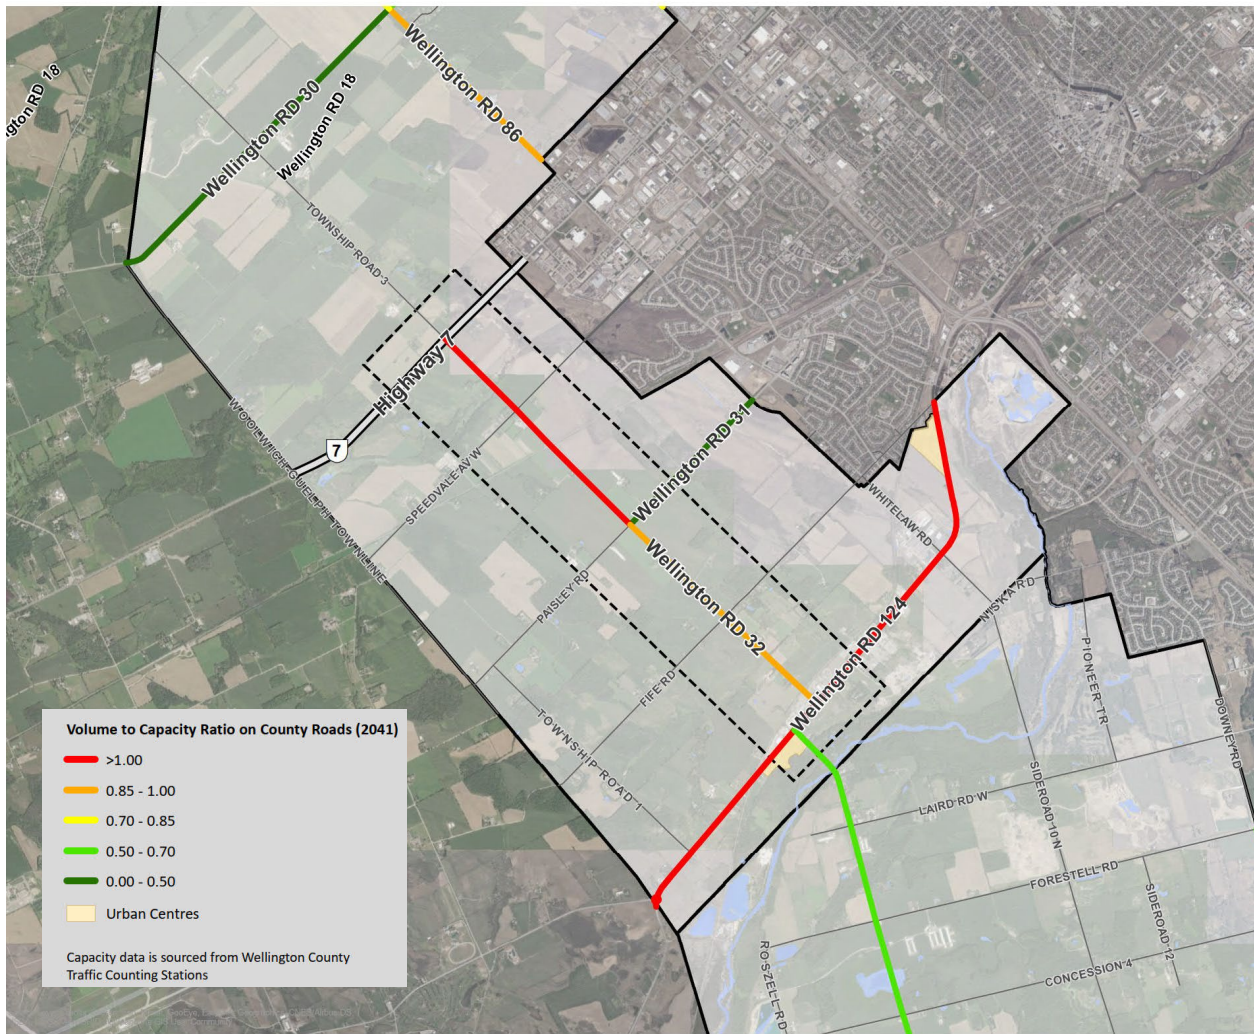 gton RD 18
Wellington RD 30
Wellington RD 18
Wellington RD 86
TOWNSHIP ROAD 3
Highway 7
7
WOOLWICH GUELPH TOWNLINE
SPEEDVALE AV W
Wellington RD 31
PAISLEY RD
Wellington RD 32
WHITELAW RD
Wellington RD 124
NISKA RD
FIFE RD
TOWNSHIP ROAD 1
PIONEER TR
DOWNEY RD
SIDEROAD 10 N
LAIRD RD W
FORESTELL RD
SIDEROAD 12
CONCESSION 4
ROSZELL RD
Volume to Capacity Ratio on County Roads (2041)
>1.00
0.85 - 1.00
0.70 - 0.85
0.50 - 0.70
0.00 - 0.50
Urban Centres
Capacity data is sourced from Wellington County
Traffic Counting Stations